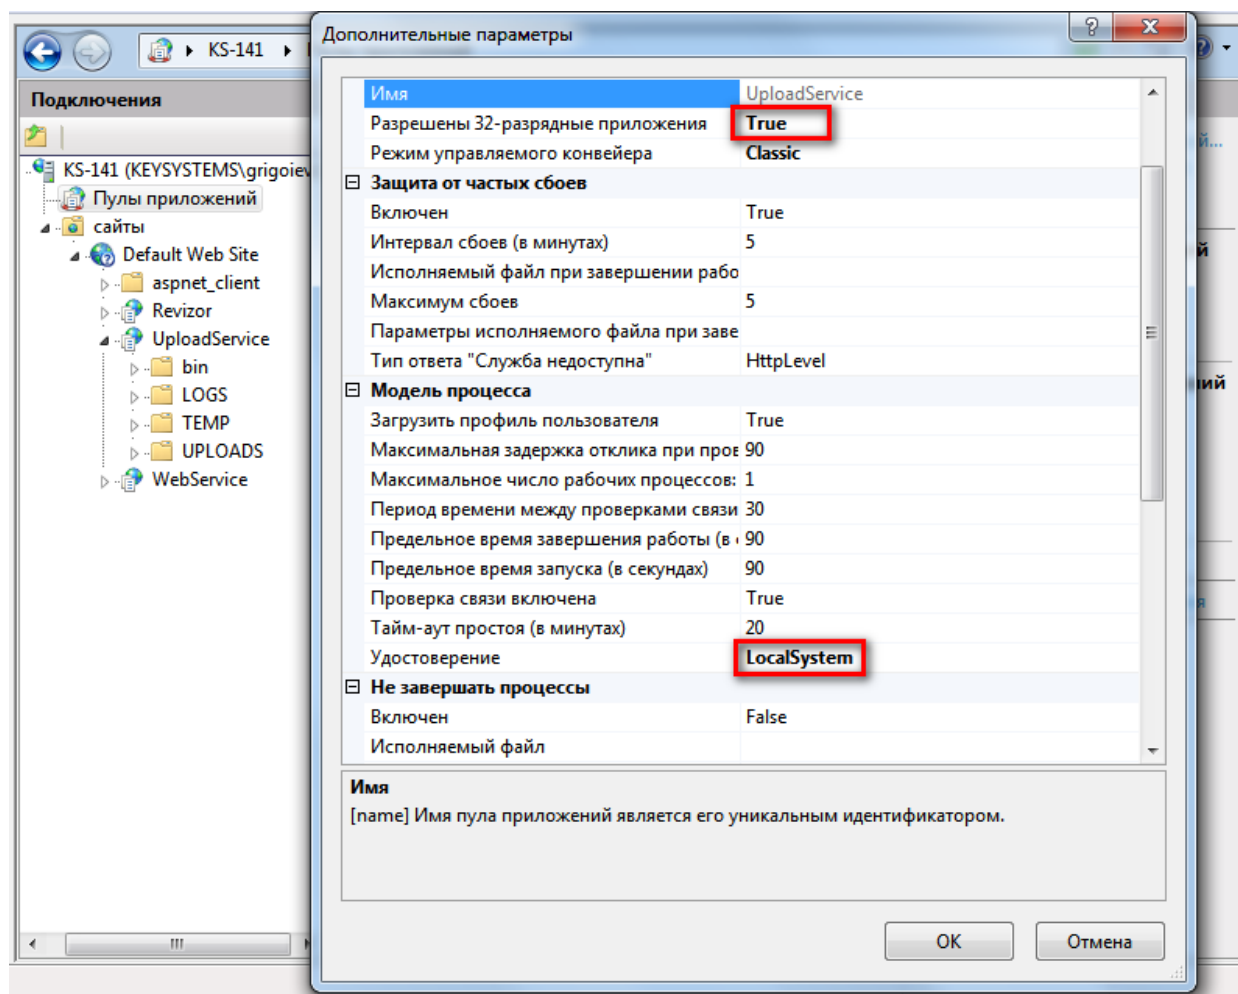 Дополнительные параметры
KS-141
Подключения
KS-141 (KEYSYSTEMS\grigoiev
Пулы приложений
сайты
Default Web Site
aspnet_client
Revizor
UploadService
bin
LOGS
TEMP
UPLOADS
WebService
Имя UploadService
Разрешены 32-разрядные приложения True
Режим управляемого конвейера Classic
Защита от частых сбоев
Включен True
Интервал сбоев (в минутах) 5
Исполняемый файл при завершении рабо
Максимум сбоев 5
Параметры исполняемого файла при заве
Тип ответа "Служба недоступна" HttpLevel
Модель процесса
Загрузить профиль пользователя True
Максимальная задержка отклика при пров 90
Максимальное число рабочих процессов: 1
Период времени между проверками связи 30
Предельное время завершения работы (в 90
Предельное время запуска (в секундах) 90
Проверка связи включена True
Тайм-аут простоя (в минутах) 20
Удостоверение LocalSystem
Не завершать процессы
Включен False
Исполняемый файл
Имя
[name] Имя пула приложений является его уникальным идентификатором.
OK
Отмена